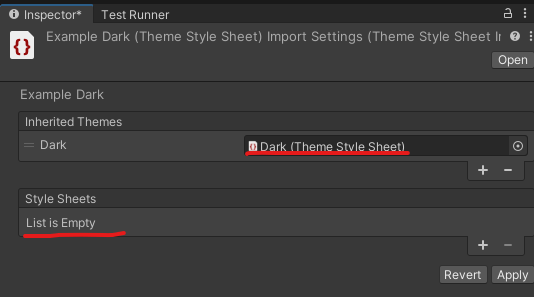 Inspector*
Test Runner
Example Dark (Theme Style Sheet) Import Settings (Theme Style Sheet Ir
Open
Example Dark
Inherited Themes
Dark
Dark (Theme Style Sheet)
+ −
Style Sheets
List is Empty
+ −
Revert
Apply